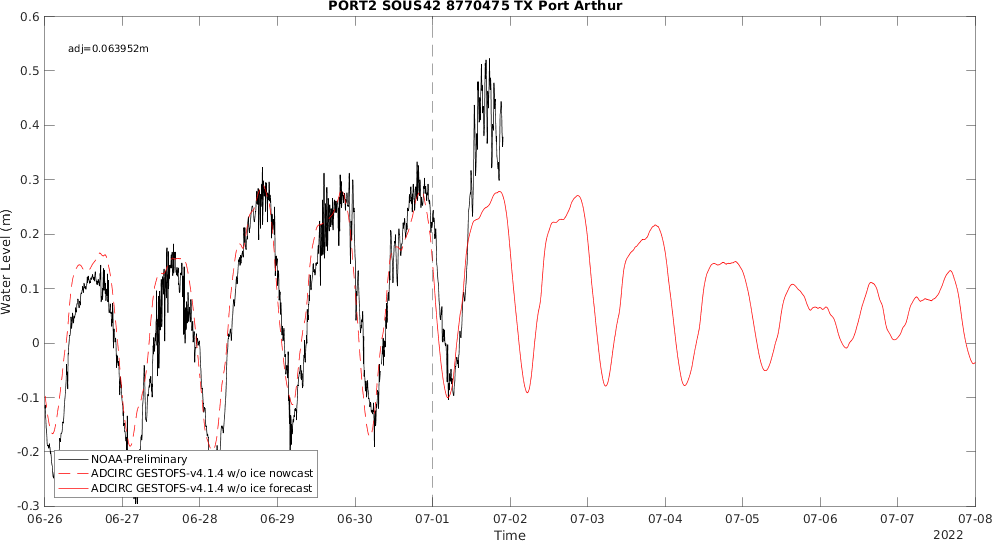 PORT2 SOUS42 8770475 TX Port Arthur
0.6
adj=0.063952m
0.5
0.4
0.3
0.2
0.1
0
-0.1
-0.2
-0.3
Water Level (m)
NOAA-Preliminary
ADCIRC GESTOFS-v4.1.4 w/o ice nowcast
ADCIRC GESTOFS-v4.1.4 w/o ice forecast
06-26 06-27 06-28 06-29 06-30 07-01 07-02 07-03 07-04 07-05 07-06 07-07 07-08
Time
2022